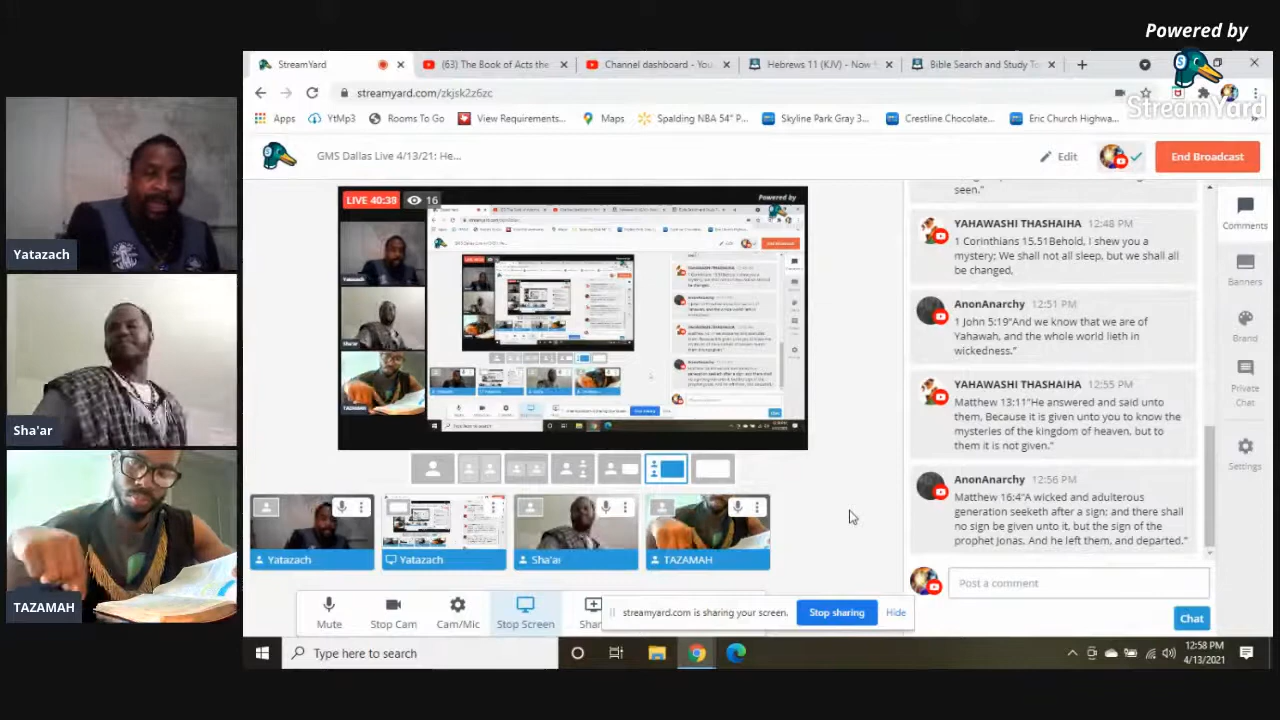 Powered by
StreamYard
StreamYard
(63) The Book of Acts the
Channel dashboard - You
Hebrews 11 (KJV) - Now
Bible Search and Study To
streamyard.com/zkjsk2z6zc
Apps
YtMp3
Rooms To Go
View Requirements...
Maps
Spalding NBA 54" P...
Skyline Park Gray 3...
Crestline Chocolate...
Eric Church Highwa...
GMS Dallas Live 4/13/21: He...
Edit
End Broadcast
Yatazach
Sha'ar
TAZAMAH
LIVE 40:38
16
Powered by
seen."
YAHAWASHI THASHAIHA 12:48 PM
1 Corinthians 15.51Behold, I shew you a
mystery; We shall not all sleep, but we shall all
be changed,
AnonAnarchy 12:51 PM
1 John 5:19"And we know that we are of
Yahawah, and the whole world lieth in
wickedness."
YAHAWASHI THASHAIHA 12:55 PM
Matthew 13:11"He answered and said unto
them, Because it is given unto you to know the
mysteries of the kingdom of heaven, but to
them it is not given."
AnonAnarchy 12:56 PM
Matthew 16:4"A wicked and adulterous
generation seeketh after a sign; and there shall
no sign be given unto it, but the sign of the
prophet Jonas. And he left them, and departed."
Post a comment
Chat
Comments
Banners
Brand
Private
Chat
Settings
Yatazach
Yatazach
Sha'ar
TAZAMAH
Mute
Stop Cam
Cam/Mic
Stop Screen
Shar
streamyard.com is sharing your screen.
Stop sharing
Hide
Type here to search
12:58 PM
4/13/2021